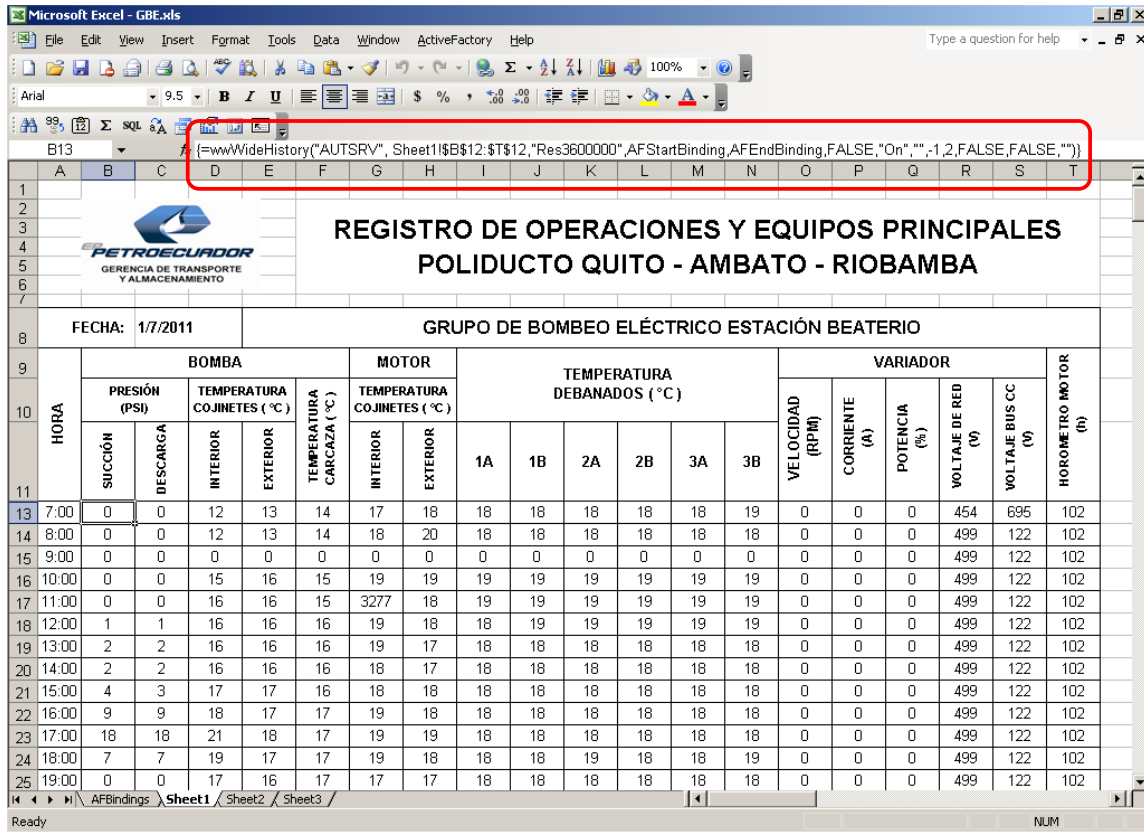 Microsoft Excel - GBE.xls
File Edit View Insert Format Tools Data Window ActiveFactory Help Type a question for help
100%
Arial 9.5 B I U $ %
SQL
B13 fx {=wwWideHistory("AUTSRV", Sheet1!$B$12:$T$12,"Res3600000",AFStartBinding,AFEndBinding,FALSE,"On","",-1,2,FALSE,FALSE,"")}
A B C D E F G H I J K L M N O P Q R S T
1
2
3
4
5
6
7
EP PETROECUADOR
GERENCIA DE TRANSPORTE
Y ALMACENAMIENTO
REGISTRO DE OPERACIONES Y EQUIPOS PRINCIPALES
POLIDUCTO QUITO - AMBATO - RIOBAMBA
8 FECHA: 1/7/2011 GRUPO DE BOMBEO ELÉCTRICO ESTACIÓN BEATERIO
9 HORA BOMBA MOTOR TEMPERATURA DEBANADOS (°C) VARIADOR HOROMETRO MOTOR (h)
10 PRESIÓN (PSI) TEMPERATURA COJINETES (°C) TEMPERATURA CARCAZA (°C) TEMPERATURA COJINETES (°C) VELOCIDAD (RPM) CORRIENTE (A) POTENCIA (%) VOLTAJE DE RED (V) VOLTAJE BUS CC (V)
11 SUCCIÓN DESCARGA INTERIOR EXTERIOR INTERIOR EXTERIOR 1A 1B 2A 2B 3A 3B
13 7:00 0 0 12 13 14 17 18 18 18 18 18 18 19 0 0 0 454 695 102
14 8:00 0 0 12 13 14 18 20 18 18 18 18 18 18 0 0 0 499 122 102
15 9:00 0 0 0 0 0 0 0 0 0 0 0 0 0 0 0 0 499 122 102
16 10:00 0 0 15 16 15 19 19 19 19 19 19 19 19 0 0 0 499 122 102
17 11:00 0 0 16 16 15 3277 18 19 19 19 19 19 19 0 0 0 499 122 102
18 12:00 1 1 16 16 16 19 18 18 19 19 19 19 19 0 0 0 499 122 102
19 13:00 2 2 16 16 16 19 17 18 18 18 18 18 18 0 0 0 499 122 102
20 14:00 2 2 16 16 16 18 17 18 18 18 18 18 18 0 0 0 499 122 102
21 15:00 4 3 17 17 16 18 18 18 18 18 18 18 18 0 0 0 499 122 102
22 16:00 9 9 18 17 17 19 18 18 18 18 18 18 18 0 0 0 499 122 102
23 17:00 18 18 21 18 17 19 19 18 18 18 18 18 19 0 0 0 499 122 102
24 18:00 7 7 19 17 17 19 18 18 18 19 18 18 19 0 0 0 499 122 102
25 19:00 0 0 17 16 17 17 17 18 18 18 18 18 18 0 0 0 499 122 102
AFBindings Sheet1 Sheet2 Sheet3
Ready NUM